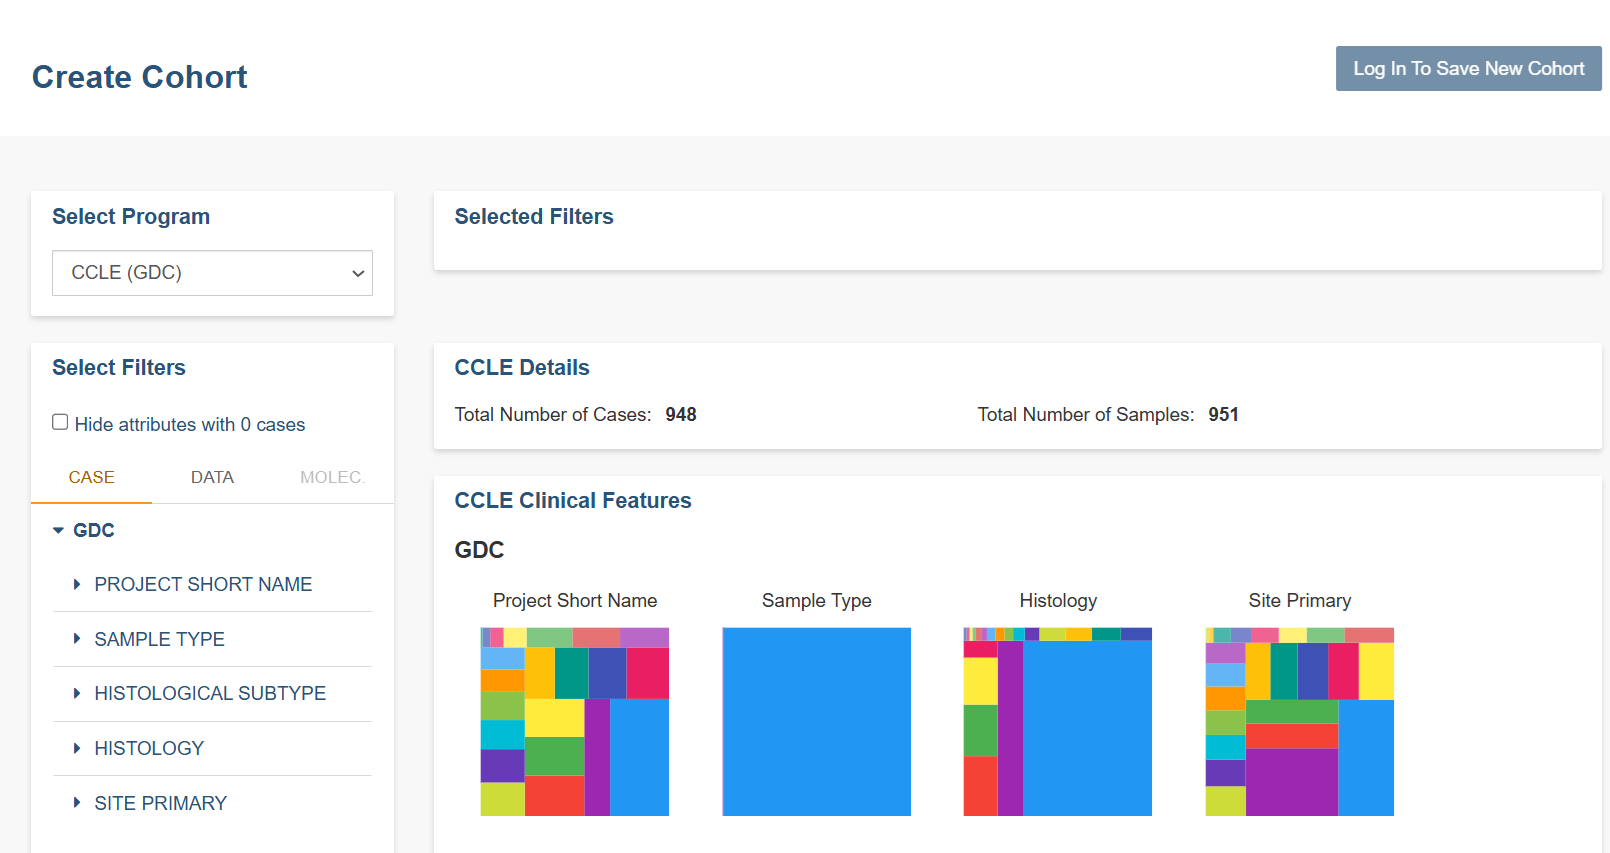 Create Cohort
Log In To Save New Cohort
Select Program
CCLE (GDC)
Selected Filters
Select Filters
Hide attributes with 0 cases
CASE DATA MOLEC.
GDC
PROJECT SHORT NAME
SAMPLE TYPE
HISTOLOGICAL SUBTYPE
HISTOLOGY
SITE PRIMARY
CCLE Details
Total Number of Cases: 948 Total Number of Samples: 951
CCLE Clinical Features
GDC
Project Short Name Sample Type Histology Site Primary